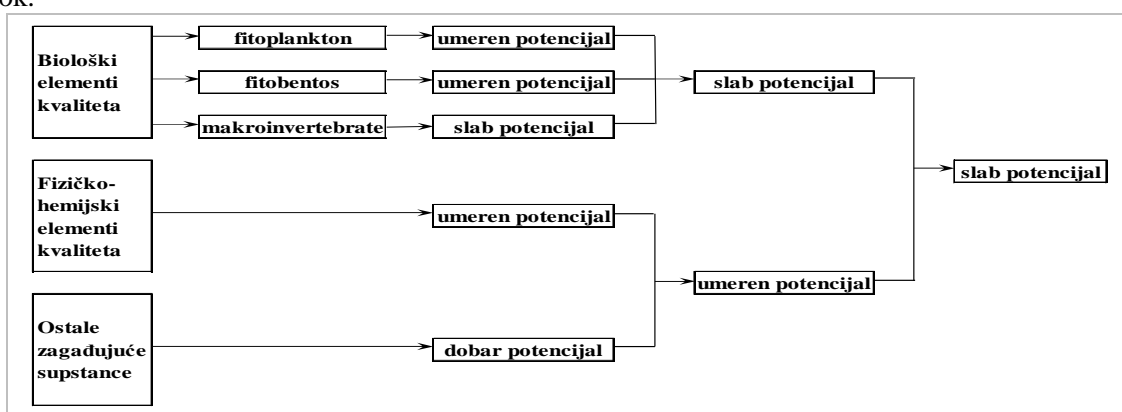 ok.
Biološki
elementi
kvaliteta
fitoplankton
umeren potencijal
fitobentos
umeren potencijal
makroinvertebrate
slab potencijal
slab potencijal
Fizičko-
hemijski
elementi
kvaliteta
umeren potencijal
Ostale
zagađujuće
supstance
dobar potencijal
umeren potencijal
slab potencijal